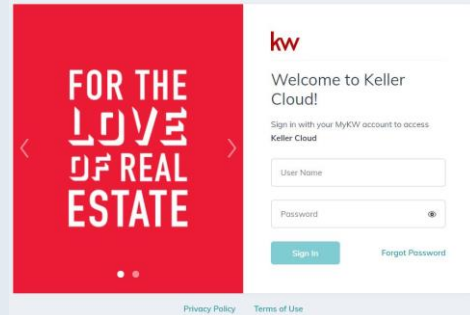 FOR THE
LOVE
OF REAL
ESTATE
kw
Welcome to Keller
Cloud!
Sign in with your MyKW account to access
Keller Cloud
User Name
Password
Sign In
Forgot Password
Privacy Policy
Terms of Use